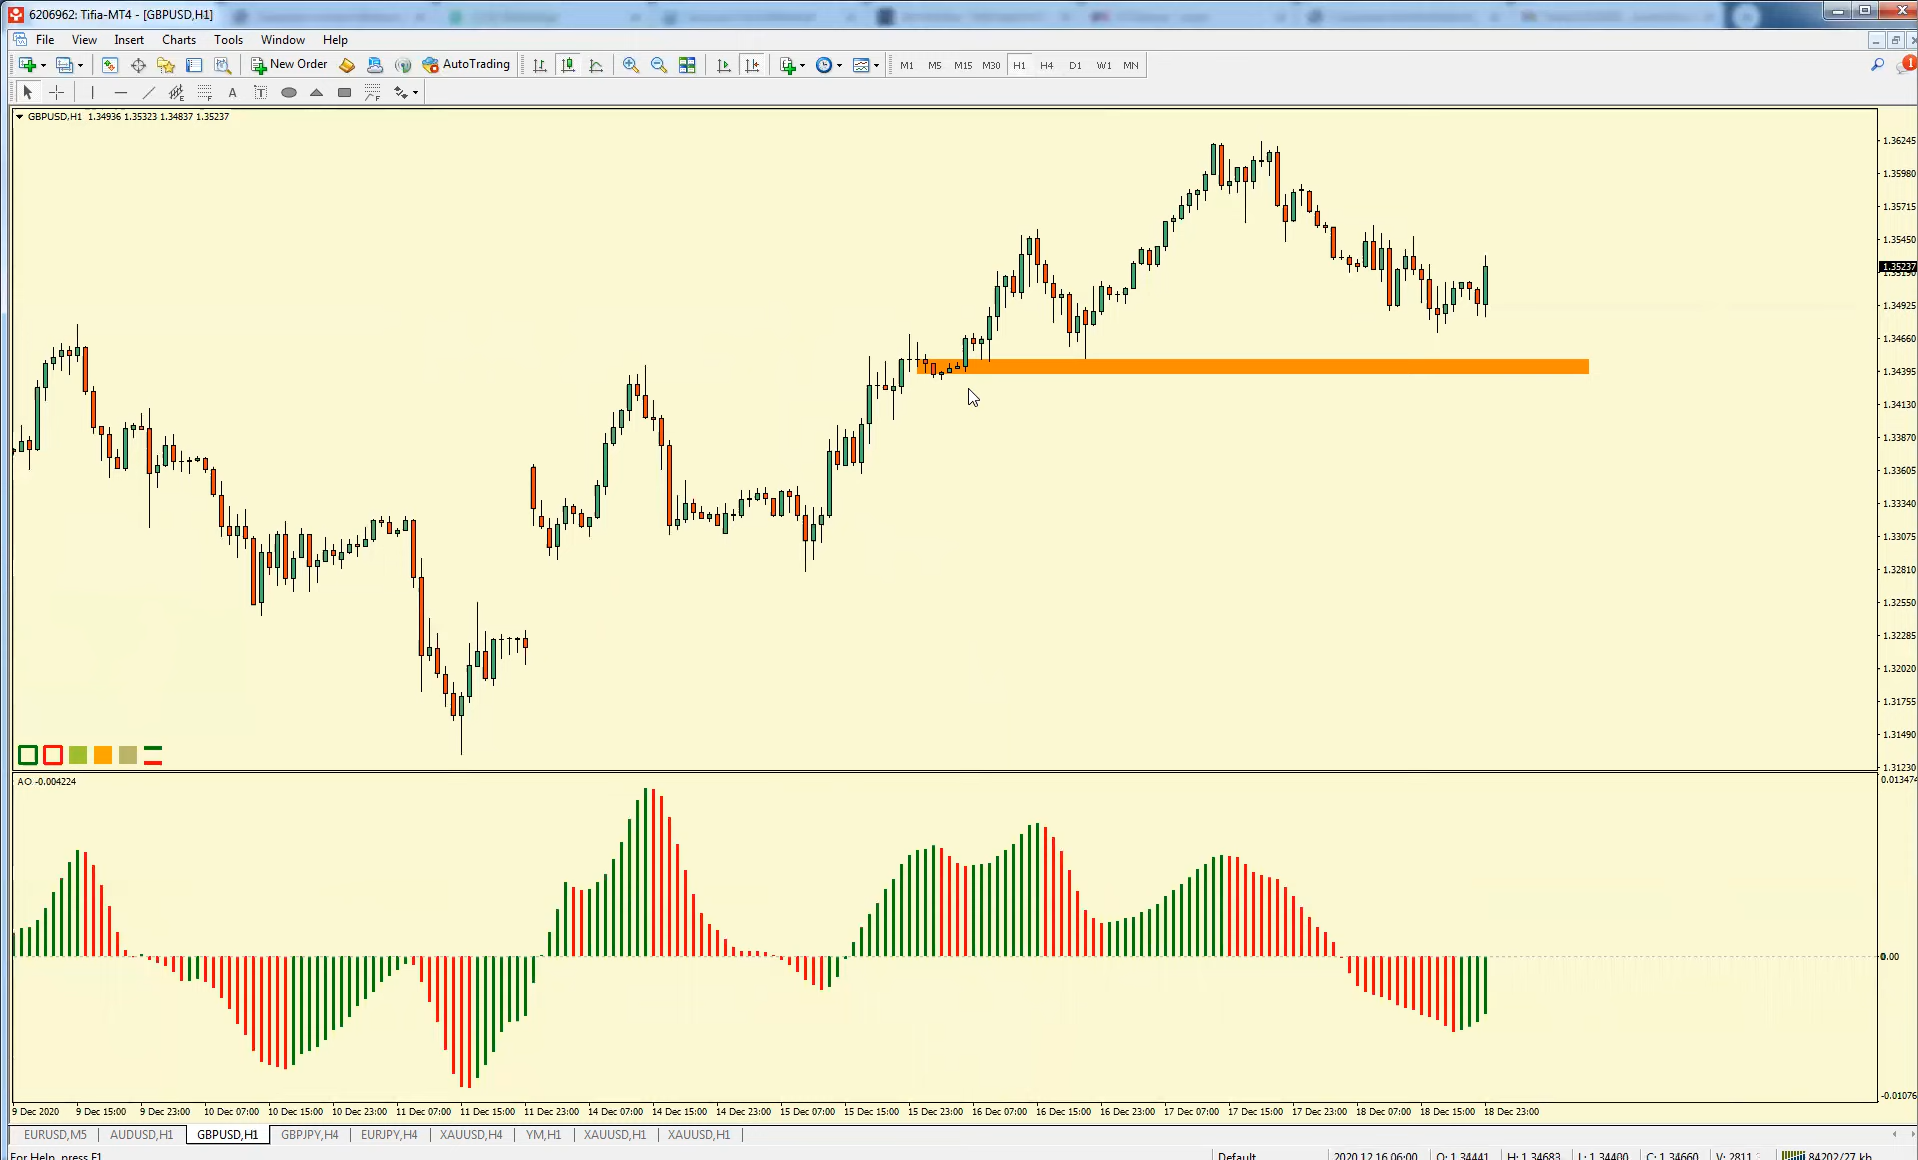 6206962: Tifia-MT4 - [GBPUSD,H1]
File View Insert Charts Tools Window Help
New Order AutoTrading M1 M5 M15 M30 H1 H4 D1 W1 MN 1
A T E F F
GBPUSD,H1 1.34936 1.35323 1.34837 1.35237
1.36245
1.35980
1.35715
1.35450
1.35237
1.35190
1.34925
1.34660
1.34395
1.34130
1.33870
1.33605
1.33340
1.33075
1.32810
1.32550
1.32285
1.32020
1.31755
1.31490
1.31230
AO -0.004224
0.013474
0.00
-0.01076
9 Dec 2020 9 Dec 15:00 9 Dec 23:00 10 Dec 07:00 10 Dec 15:00 10 Dec 23:00 11 Dec 07:00 11 Dec 15:00 11 Dec 23:00 14 Dec 07:00 14 Dec 15:00 14 Dec 23:00 15 Dec 07:00 15 Dec 15:00 15 Dec 23:00 16 Dec 07:00 16 Dec 15:00 16 Dec 23:00 17 Dec 07:00 17 Dec 15:00 17 Dec 23:00 18 Dec 07:00 18 Dec 15:00 18 Dec 23:00
EURUSD,M5 AUDUSD,H1 GBPUSD,H1 GBPJPY,H4 EURJPY,H4 XAUUSD,H4 YM,H1 XAUUSD,H1 XAUUSD,H1
For Help, press F1 Default 2020.12.16 06:00 O: 1.34441 H: 1.34683 L: 1.34400 C: 1.34660 V: 2811 84202/27 kb